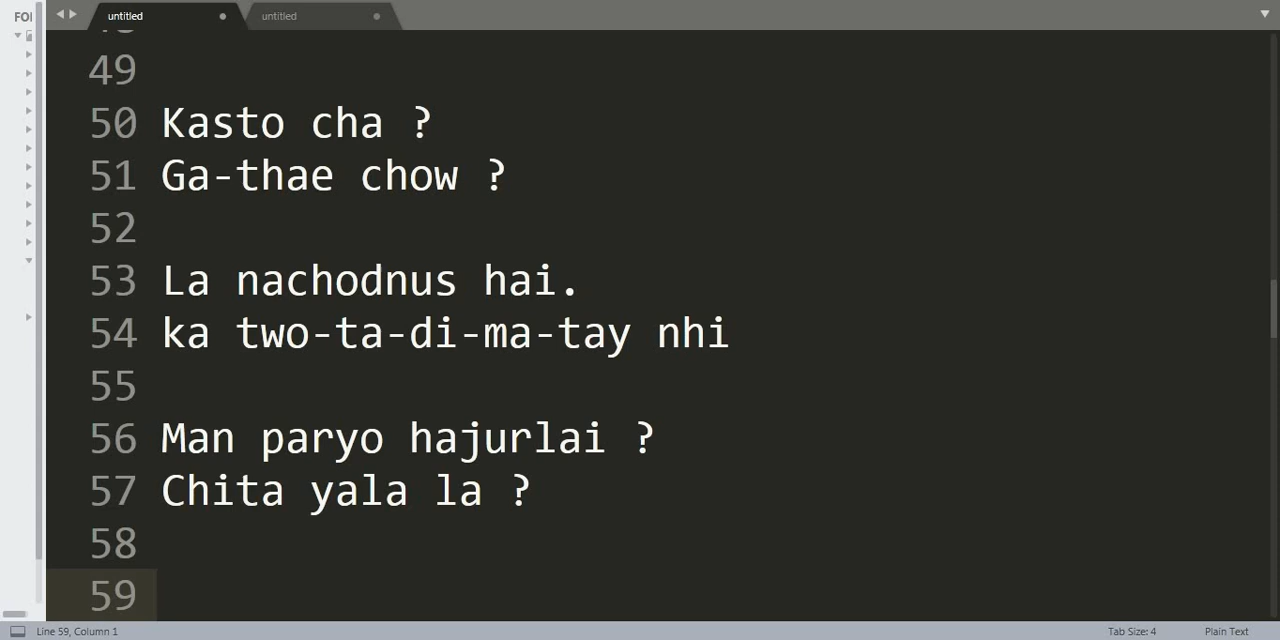 FOl
untitled
untitled
49
50 Kasto cha ?
51 Ga-thae chow ?
52
53 La nachodnus hai.
54 ka two-ta-di-ma-tay nhi
55
56 Man paryo hajurlai ?
57 Chita yala la ?
58
59
Line 59, Column 1
Tab Size: 4
Plain Text